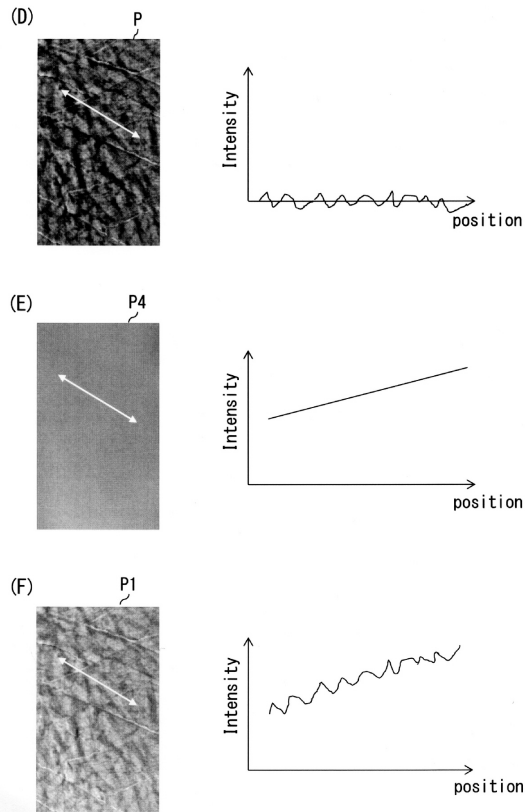 (D)
P
Intensity
position
(E)
P4
Intensity
position
(F)
P1
Intensity
position